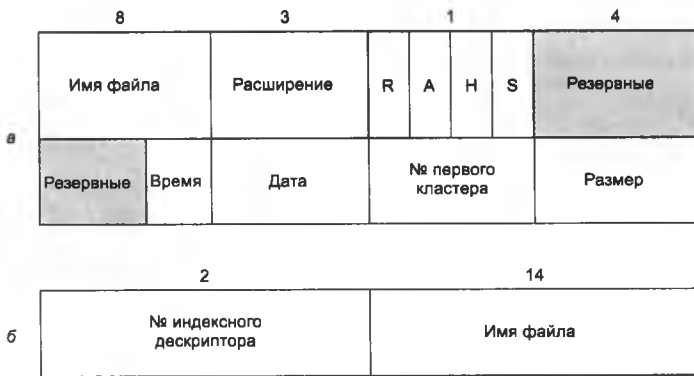 8 3 1 4
Имя файла Расширение R A H S Резервные
а
Резервные Время Дата № первого кластера Размер
2 14
б № индексного дескриптора Имя файла